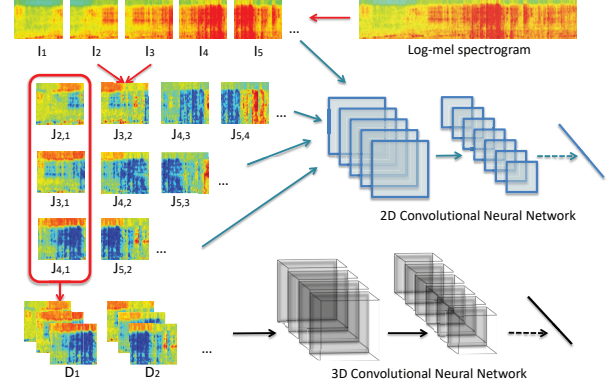 I1 I2 I3 I4 I5 ... Log-mel spectrogram
J2,1 J3,2 J4,3 J5,4 ...
J3,1 J4,2 J5,3 ...
2D Convolutional Neural Network
J4,1 J5,2 ...
D1 D2 ...
3D Convolutional Neural Network